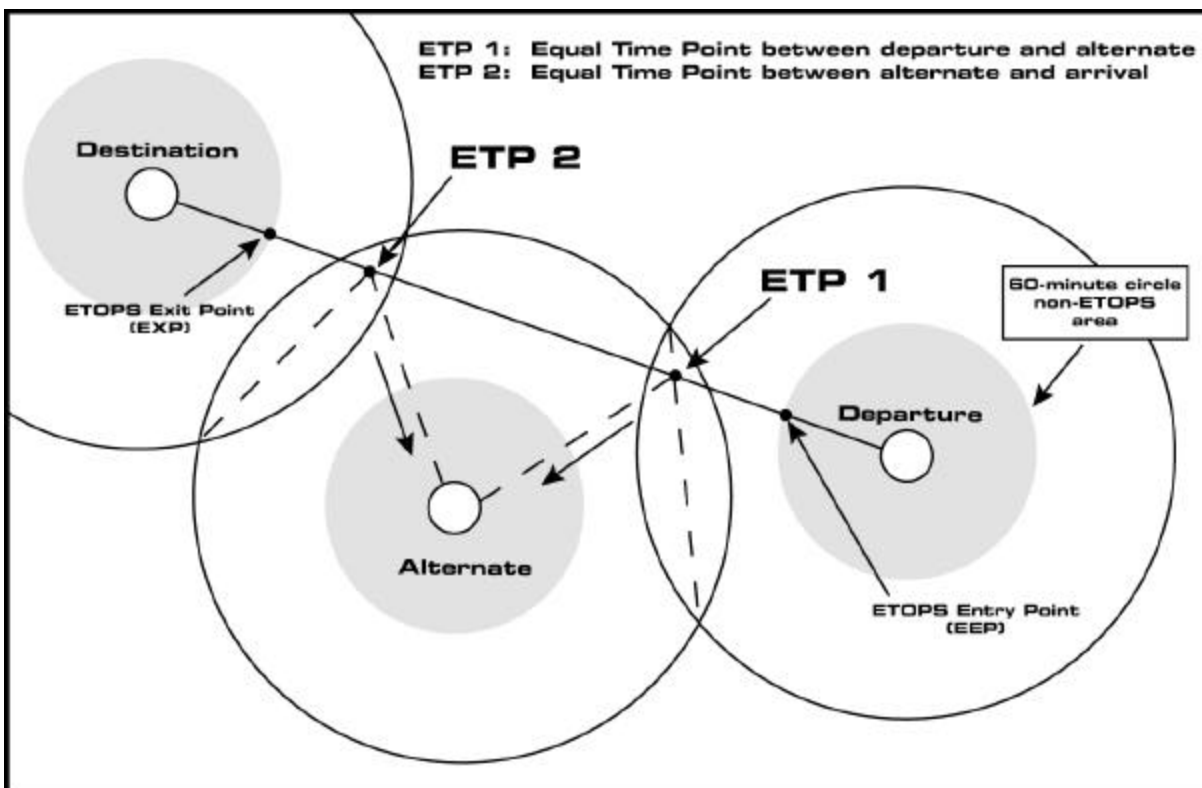 ETP 1: Equal Time Point between departure and alternate
ETP 2: Equal Time Point between alternate and arrival
Destination
ETP 2
ETP 1
60-minute circle
non-ETOPS
area
ETOPS Exit Point
(EXP)
Departure
Alternate
ETOPS Entry Point
(EEP)